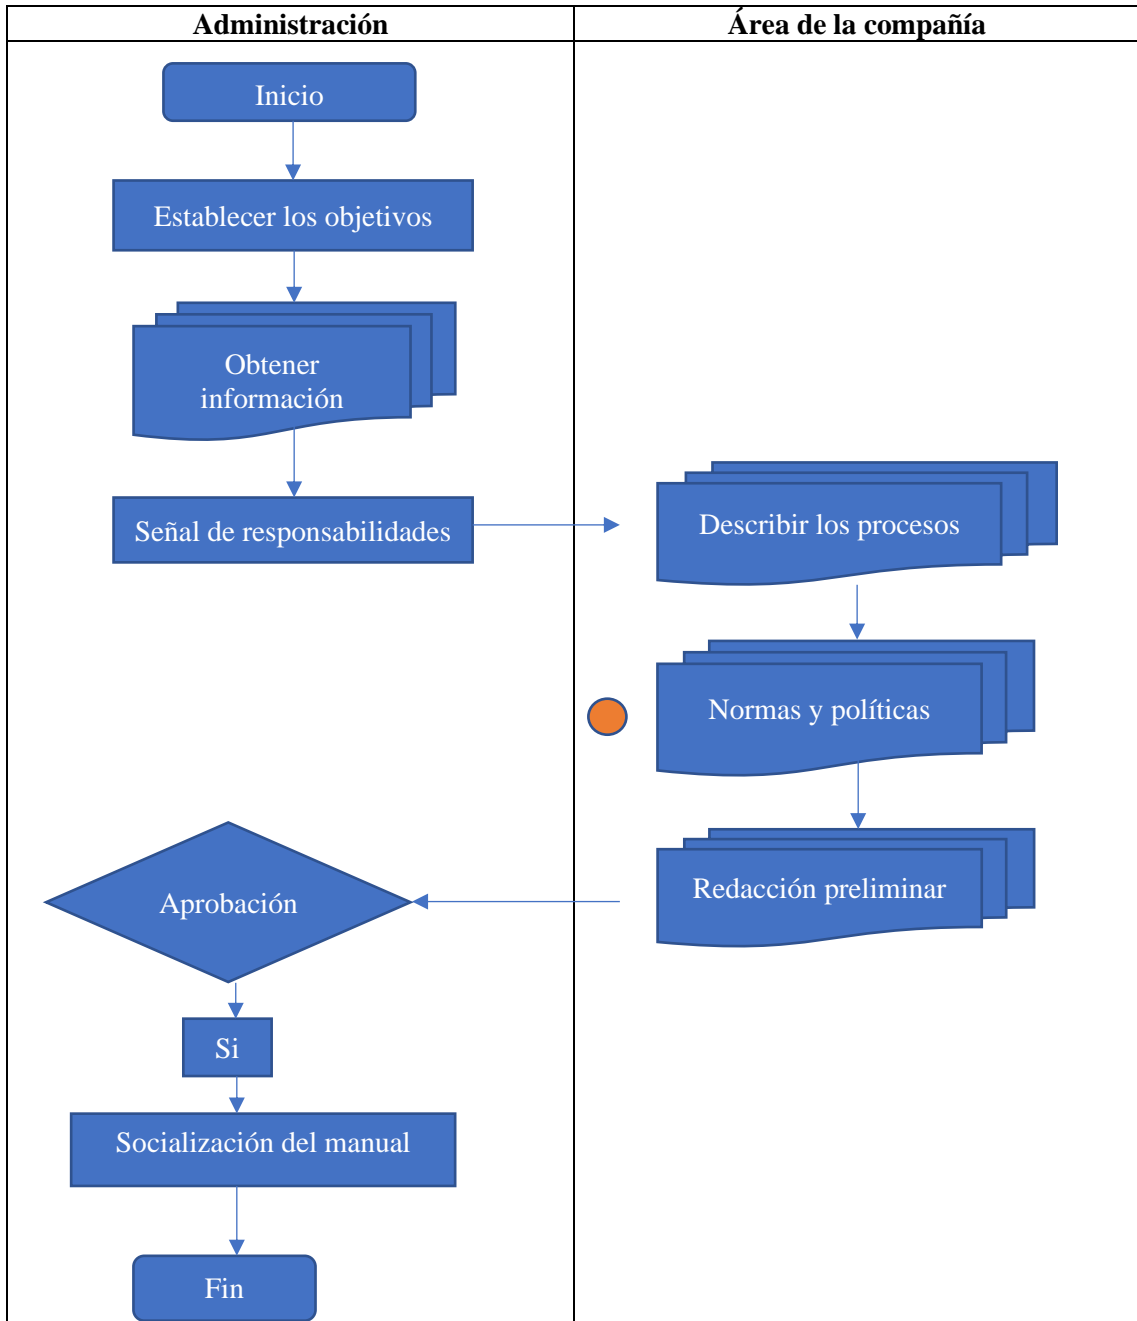 Administración
Área de la compañía
Inicio
Establecer los objetivos
Obtener
información
Señal de responsabilidades
Describir los procesos
Normas y políticas
Redacción preliminar
Aprobación
Si
Socialización del manual
Fin